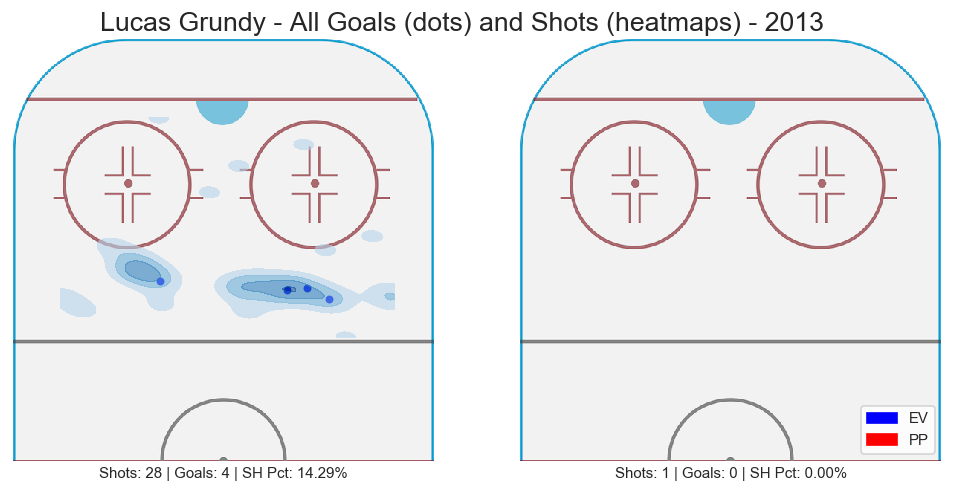 Lucas Grundy - All Goals (dots) and Shots (heatmaps) - 2013
EV
PP
Shots: 28 | Goals: 4 | SH Pct: 14.29%
Shots: 1 | Goals: 0 | SH Pct: 0.00%